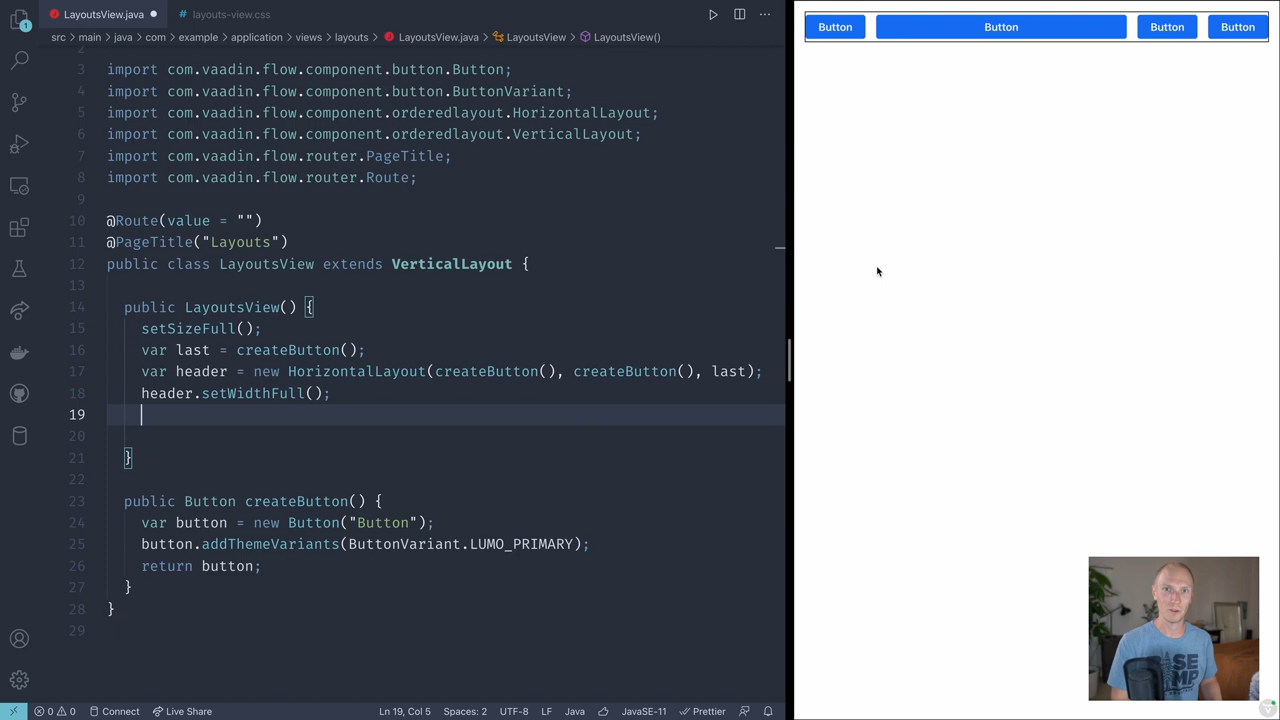 LayoutsView.java
layouts-view.css
src > main > java > com > example > application > views > layouts > LayoutsView.java > LayoutsView > LayoutsView()
2
3 import com.vaadin.flow.component.button.Button;
4 import com.vaadin.flow.component.button.ButtonVariant;
5 import com.vaadin.flow.component.orderedlayout.HorizontalLayout;
6 import com.vaadin.flow.component.orderedlayout.VerticalLayout;
7 import com.vaadin.flow.router.PageTitle;
8 import com.vaadin.flow.router.Route;
9
10 @Route(value = "")
11 @PageTitle("Layouts")
12 public class LayoutsView extends VerticalLayout {
13
14 public LayoutsView() {
15 setSizeFull();
16 var last = createButton();
17 var header = new HorizontalLayout(createButton(), createButton(), last);
18 header.setWidthFull();
19
20
21 }
22
23 public Button createButton() {
24 var button = new Button("Button");
25 button.addThemeVariants(ButtonVariant.LUMO_PRIMARY);
26 return button;
27 }
28 }
29
1
0 0 Connect Live Share Ln 19, Col 5 Spaces: 2 UTF-8 LF Java JavaSE-11 Prettier
Button Button Button Button
SE
MP